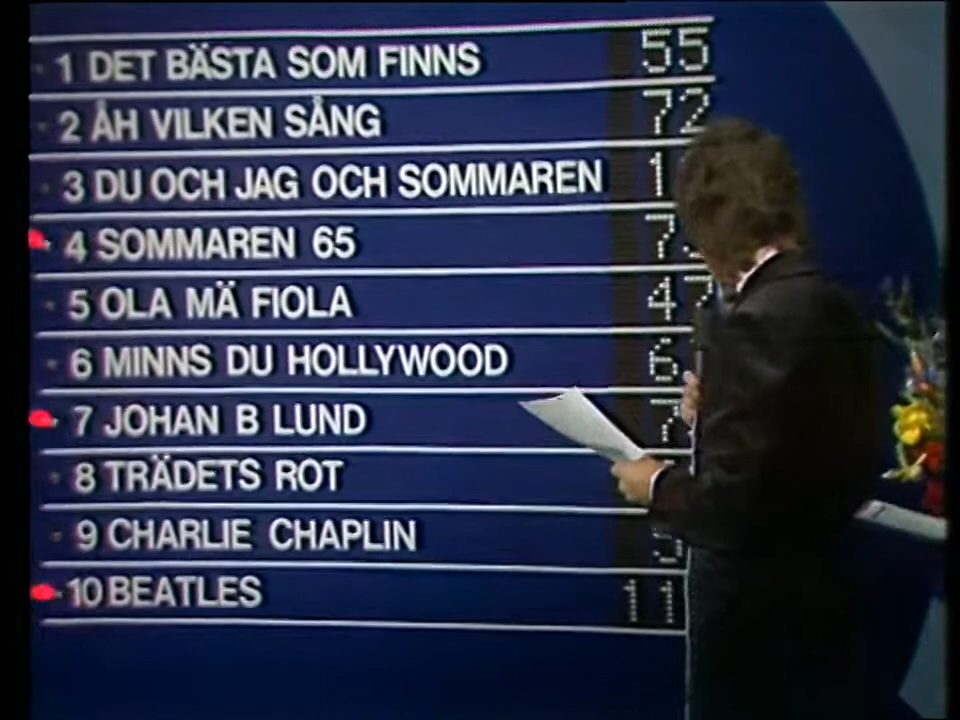 1 DET BÄSTA SOM FINNS 55
2 ÅH VILKEN SÅNG 72
3 DU OCH JAG OCH SOMMAREN
4 SOMMAREN 65
5 OLA MÄ FIOLA 47
6 MINNS DU HOLLYWOOD
7 JOHAN B LUND
8 TRÄDETS ROT
9 CHARLIE CHAPLIN
10 BEATLES